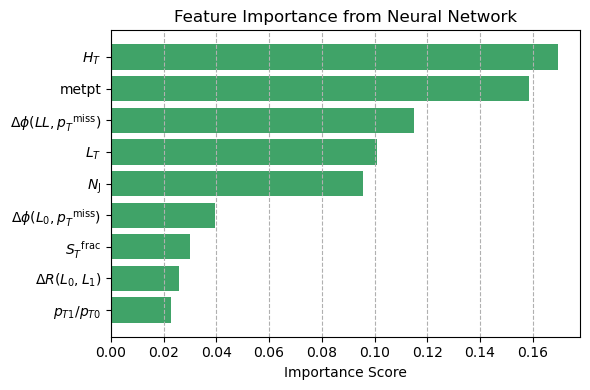 Feature Importance from Neural Network
H_T
metpt
Δϕ(LL, p_T^miss)
L_T
N_J
Δϕ(L_0, p_T^miss)
S_T^frac
ΔR(L_0, L_1)
p_T1/p_T0
0.00 0.02 0.04 0.06 0.08 0.10 0.12 0.14 0.16
Importance Score